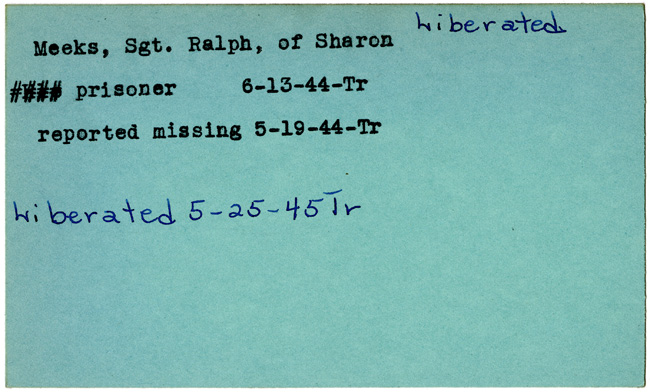 Liberated
Meeks, Sgt. Ralph, of Sharon
#### prisoner 6-13-44-Tr
reported missing 5-19-44-Tr
Liberated 5-25-45 Tr